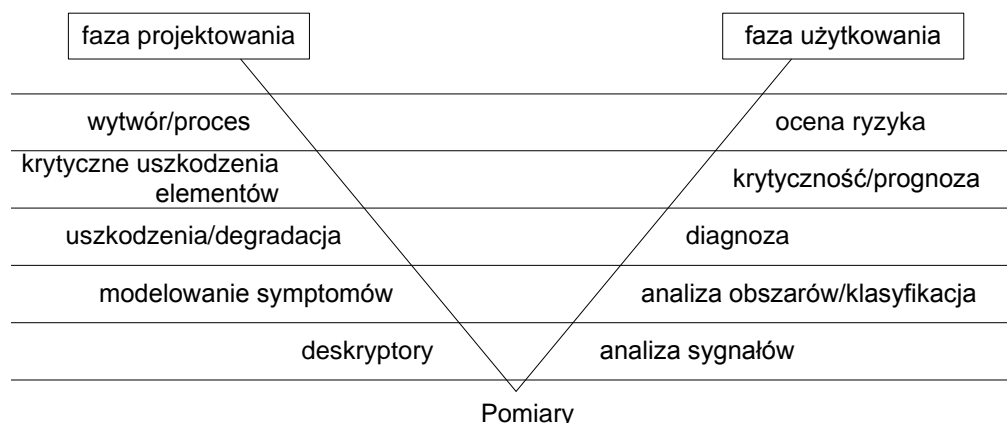 faza projektowania
faza użytkowania
wytwór/proces
ocena ryzyka
krytyczne uszkodzenia
elementów
krytyczność/prognoza
uszkodzenia/degradacja
diagnoza
modelowanie symptomów
analiza obszarów/klasyfikacja
deskryptory
analiza sygnałów
Pomiary